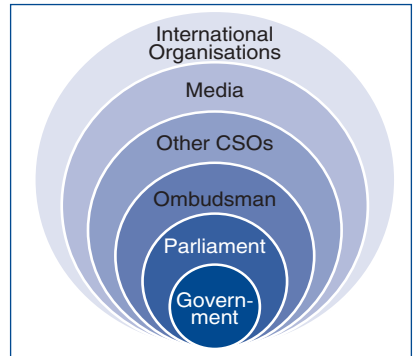 International
Organisations
Media
Other CSOs
Ombudsman
Parliament
Govern-
ment